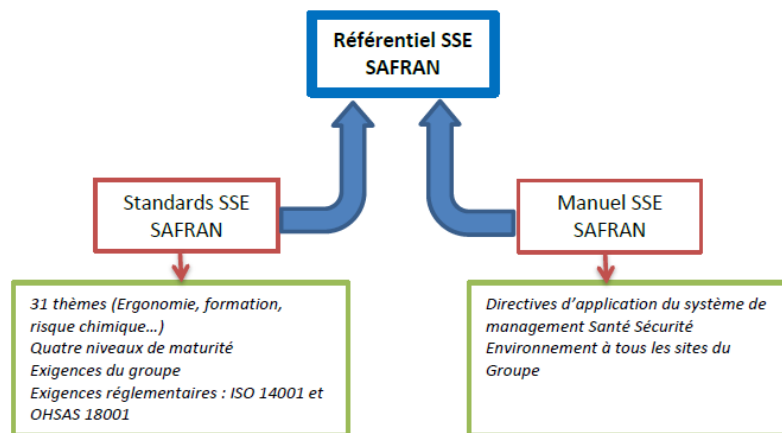 Référentiel SSE
SAFRAN
Standards SSE
SAFRAN
Manuel SSE
SAFRAN
31 thèmes (Ergonomie, formation,
risque chimique…)
Quatre niveaux de maturité
Exigences du groupe
Exigences réglementaires : ISO 14001 et
OHSAS 18001
Directives d’application du système de
management Santé Sécurité
Environnement à tous les sites du
Groupe